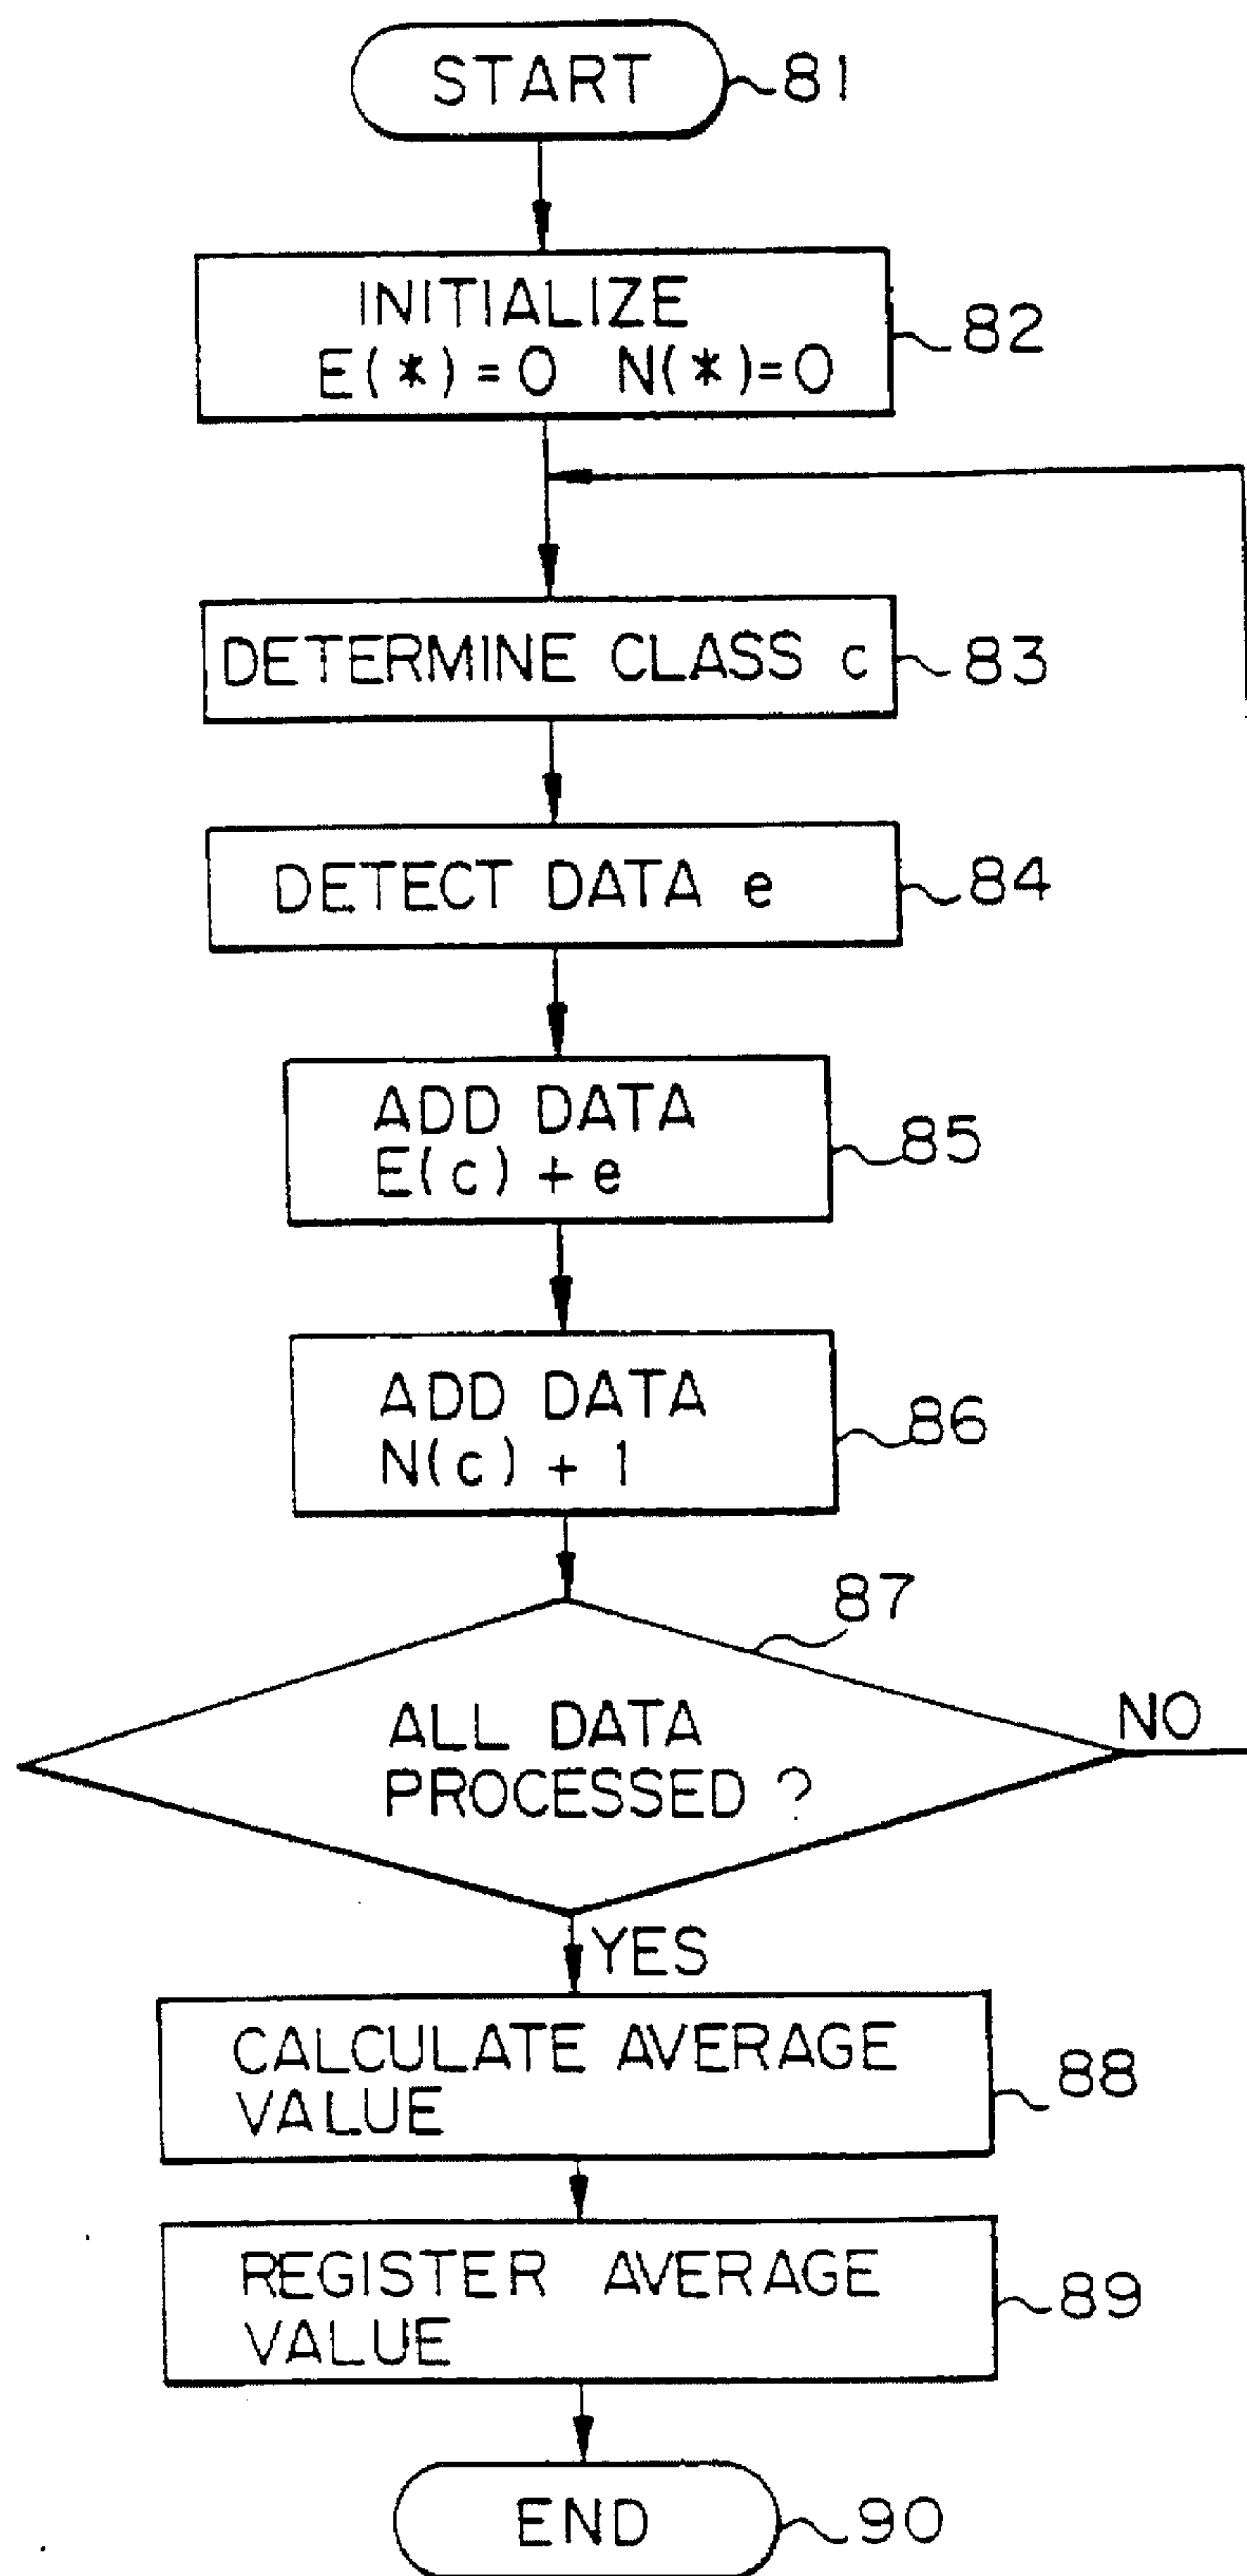 START 81
INITIALIZE
E(*)=0 N(*)=0
82
DETERMINE CLASS c 83
DETECT DATA e 84
ADD DATA
E(c) + e
85
ADD DATA
N(c) + 1
86
87
ALL DATA
PROCESSED ?
NO
YES
CALCULATE AVERAGE
VALUE
88
REGISTER AVERAGE
VALUE
89
END 90